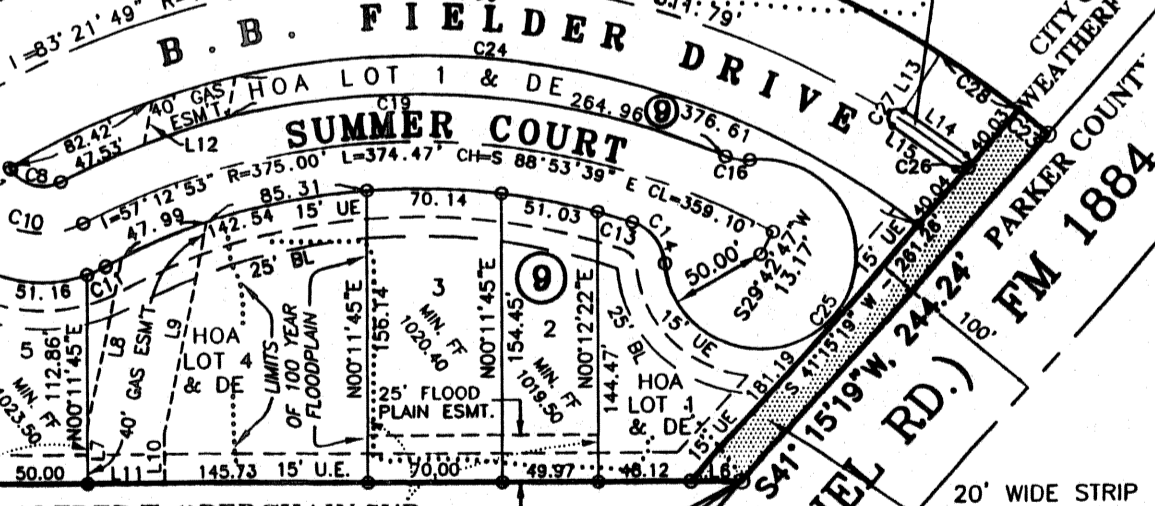 B. B. FIELDER DRIVE
C24
HOA LOT 1 & DE
C19
264.96
9
376.61
SUMMER COURT
I=57°12'53" R=375.00' L=374.47' CH=S 88°53'39" E CL=359.10'
82.42'
47.53'
40' GAS
ESMT.
L12
C8
C10
C16
C27
L13
C28
L14
L15
C26
40.03'
40.04'
CITY
WEATHERF
PARKER COUNTY
FM 1884
47.99
142.54
85.31
15' UE
70.14
51.03
C13
C14
50.00'
S29°42'47"W
13.17'
15' UE
C25
S 41°15'19" W - 261.26'
S41° 15'19"W, 244.24'
100'
RD.)
51.16
C11
25' BL
5
112.86'
N00°11'45"E
MIN. FF
1023.50
L8
40' GAS ESM'T
L9
HOA
LOT 4
& DE
LIMITS
OF 100 YEAR
FLOODPLAIN
N00°11'45"E
156.14'
3
MIN. FF
1020.40
N00°11'45"E
154.45'
9
2
MIN. FF
1019.50
N00°12'22"E
144.47'
25' BL
15' UE
HOA
LOT 1
& DE
181.19
15' UE
25' FLOOD
PLAIN ESMT.
50.00
L7
L11
L10
145.73
15' U.E.
70.00
49.97
48.12
L6
20' WIDE STRIP